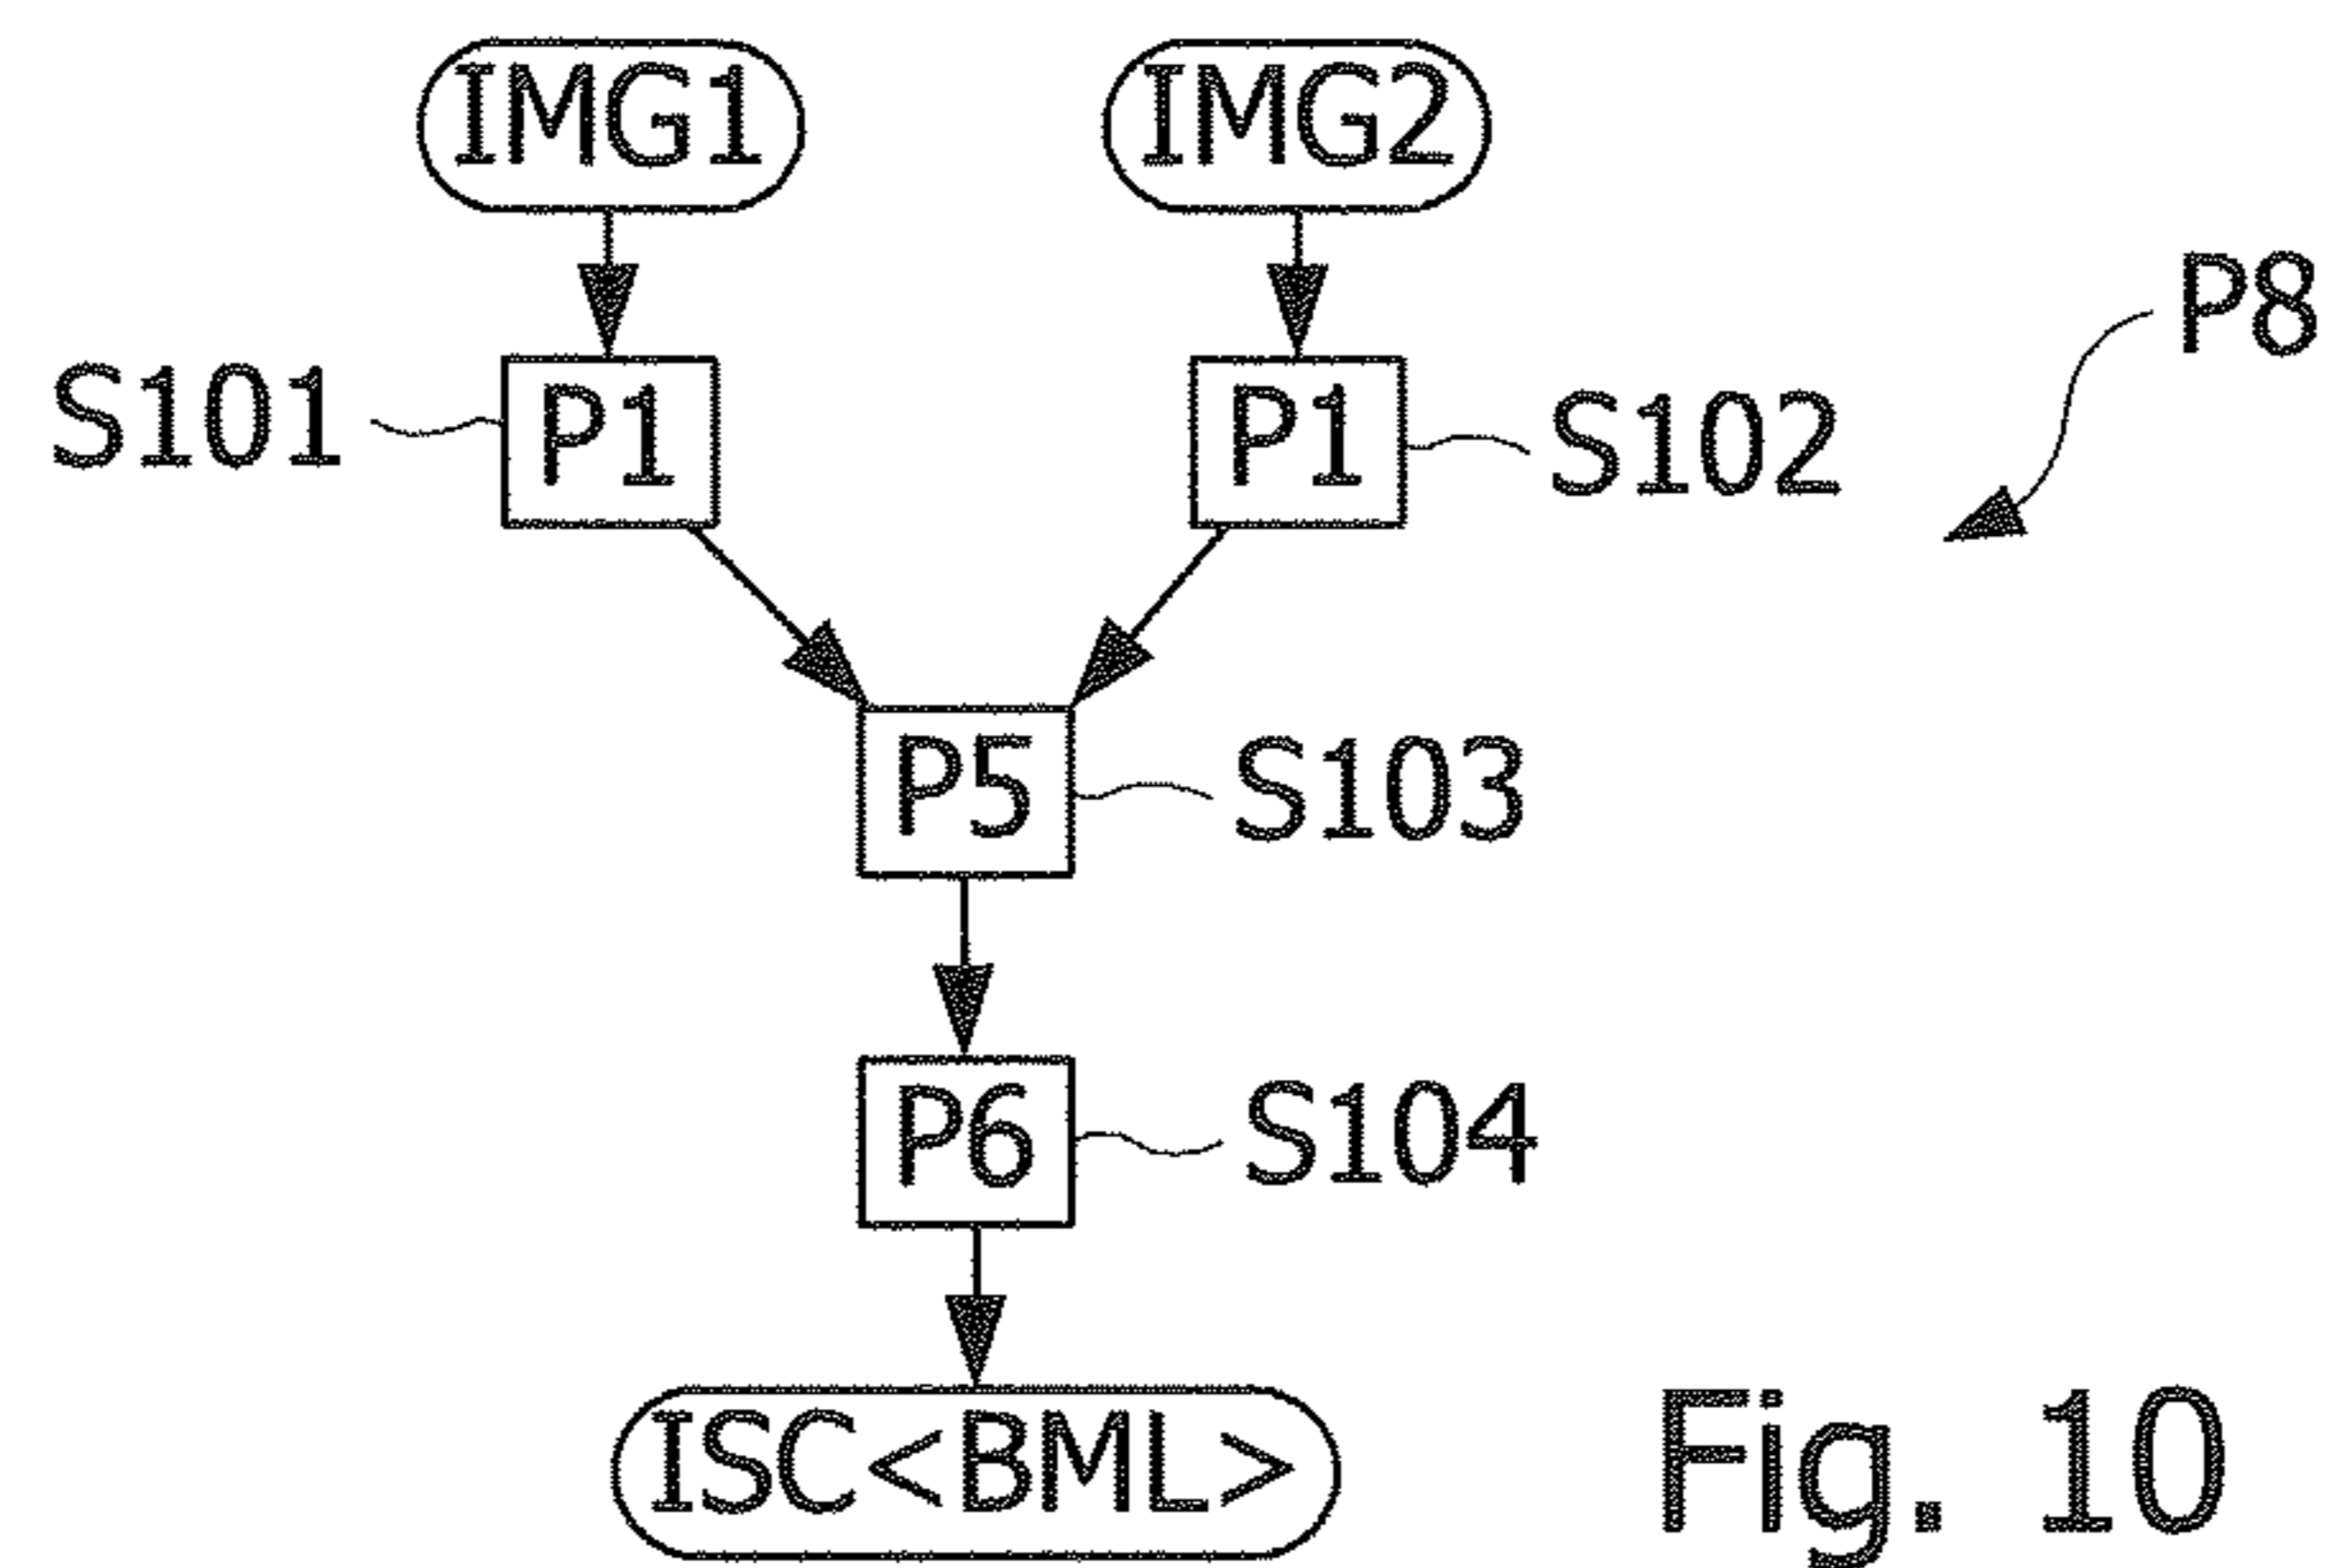 IMG1 IMG2
P8
S101 P1 P1 S102
P5 S103
P6 S104
ISC<BML>
Fig. 10